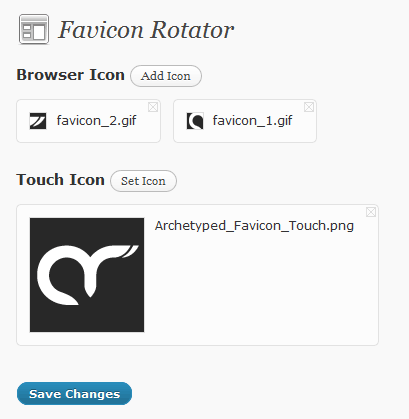 Favicon Rotator
Browser Icon Add Icon
favicon_2.gif favicon_1.gif
Touch Icon Set Icon
Archetyped_Favicon_Touch.png
Save Changes